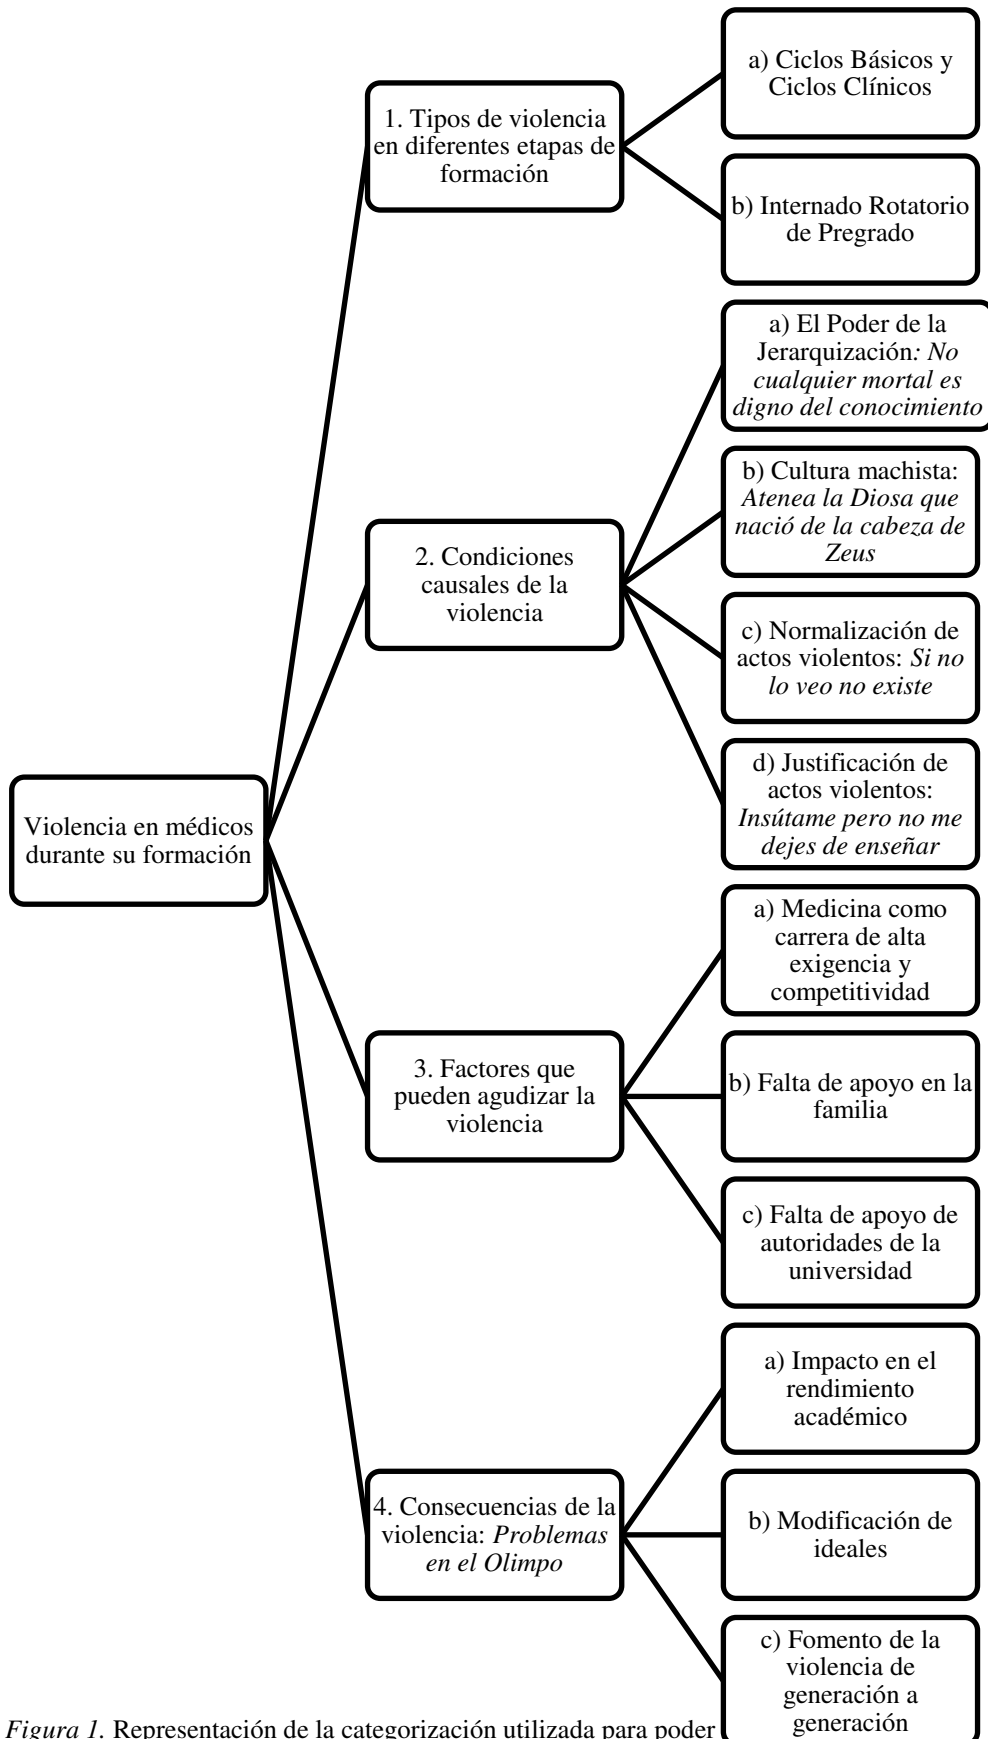 Violencia en médicos
durante su formación
1. Tipos de violencia
en diferentes etapas de
formación
a) Ciclos Básicos y
Ciclos Clínicos
b) Internado Rotatorio
de Pregrado
2. Condiciones
causales de la
violencia
a) El Poder de la
Jerarquización: No
cualquier mortal es
digno del conocimiento
b) Cultura machista:
Atenea la Diosa que
nació de la cabeza de
Zeus
c) Normalización de
actos violentos: Si no
lo veo no existe
d) Justificación de
actos violentos:
Insútame pero no me
dejes de enseñar
3. Factores que
pueden agudizar la
violencia
a) Medicina como
carrera de alta
exigencia y
competitividad
b) Falta de apoyo en la
familia
c) Falta de apoyo de
autoridades de la
universidad
4. Consecuencias de la
violencia: Problemas
en el Olimpo
a) Impacto en el
rendimiento
académico
b) Modificación de
ideales
c) Fomento de la
violencia de
generación a
generación
Figura 1. Representación de la categorización utilizada para poder